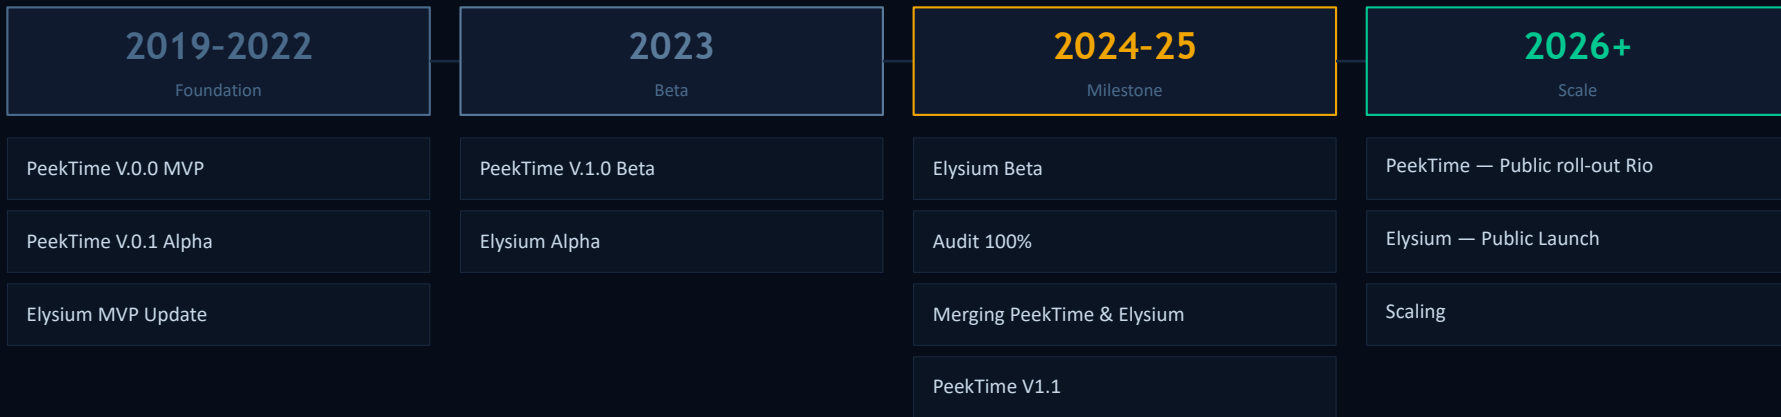 2019-2022
Foundation
PeekTime V.0.0 MVP
PeekTime V.0.1 Alpha
Elysium MVP Update
2023
Beta
PeekTime V.1.0 Beta
Elysium Alpha
2024-25
Milestone
Elysium Beta
Audit 100%
Merging PeekTime & Elysium
PeekTime V1.1
2026+
Scale
PeekTime — Public roll-out Rio
Elysium — Public Launch
Scaling